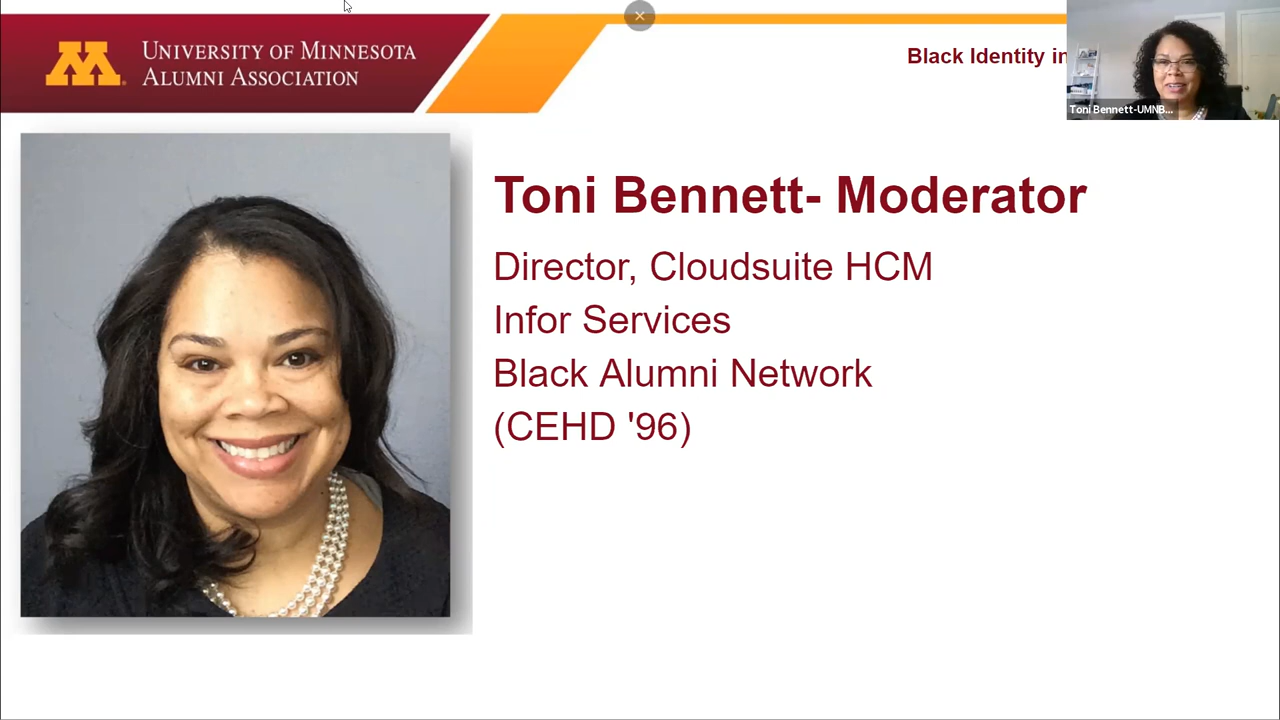 UNIVERSITY OF MINNESOTA
ALUMNI ASSOCIATION
Black Identity in
Toni Bennett-UMNB...
Toni Bennett- Moderator
Director, Cloudsuite HCM
Infor Services
Black Alumni Network
(CEHD '96)